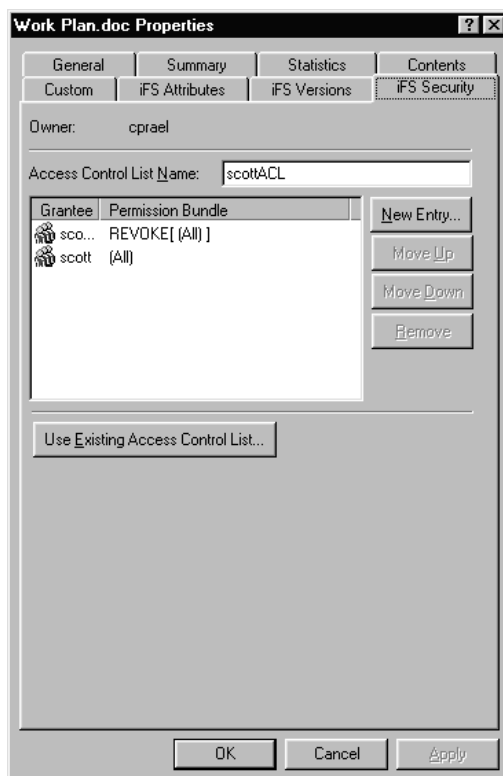 Work Plan.doc Properties
General Summary Statistics Contents
Custom iFS Attributes iFS Versions iFS Security
Owner: cprael
Access Control List Name: scottACL
Grantee Permission Bundle
sco... REVOKE[ (All) ]
scott (All)
New Entry...
Move Up
Move Down
Remove
Use Existing Access Control List...
OK Cancel Apply